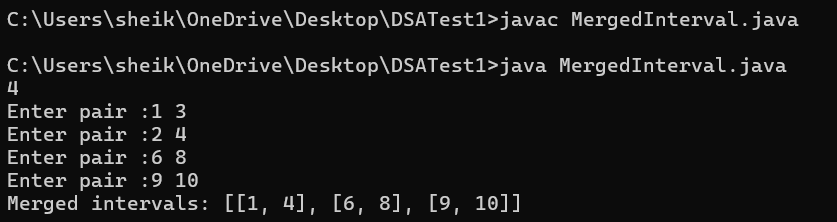 C:\Users\sheik\OneDrive\Desktop\DSATest1>javac MergedInterval.java
C:\Users\sheik\OneDrive\Desktop\DSATest1>java MergedInterval.java
4
Enter pair :1 3
Enter pair :2 4
Enter pair :6 8
Enter pair :9 10
Merged intervals: [[1, 4], [6, 8], [9, 10]]